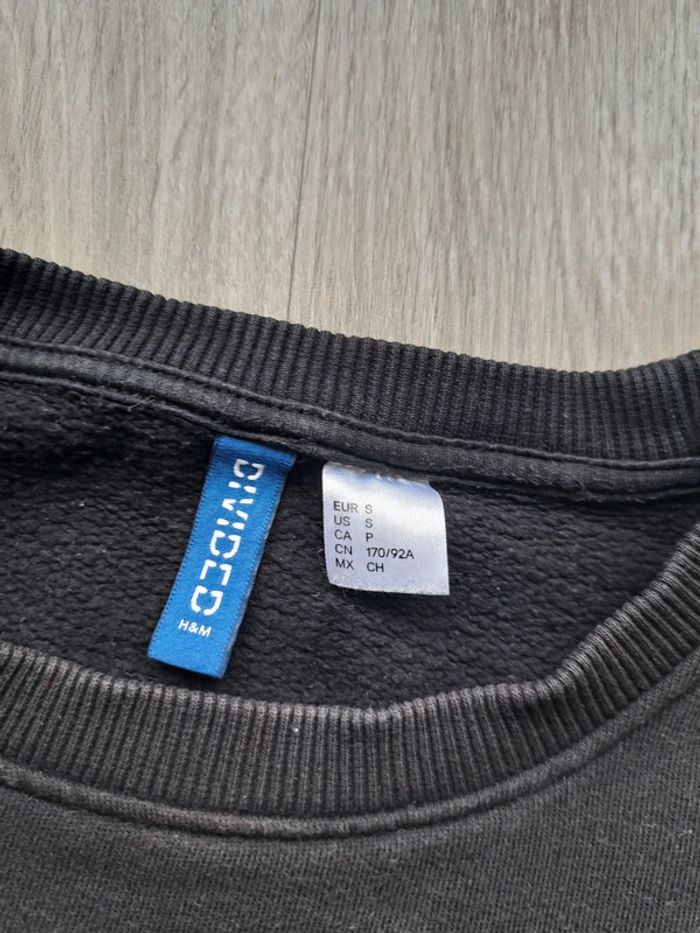 DIVIDED
H&M
EUR S
US S
CA P
CN 170/92A
MX CH